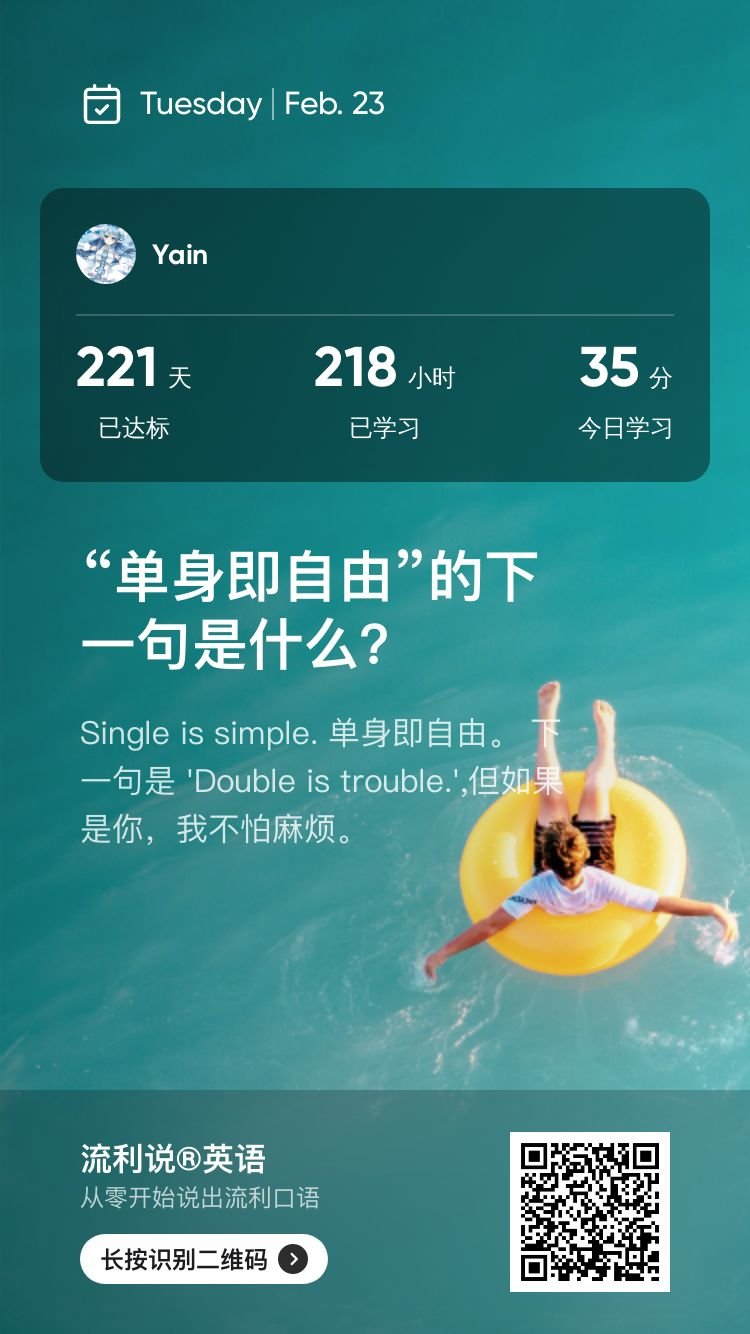 Tuesday | Feb. 23
Yain
221 天 218 小时 35 分
已达标 已学习 今日学习
“单身即自由”的下
一句是什么？
Single is simple. 单身即自由。 下
一句是 'Double is trouble.',但如果
是你，我不怕麻烦。
流利说®英语
从零开始说出流利口语
长按识别二维码